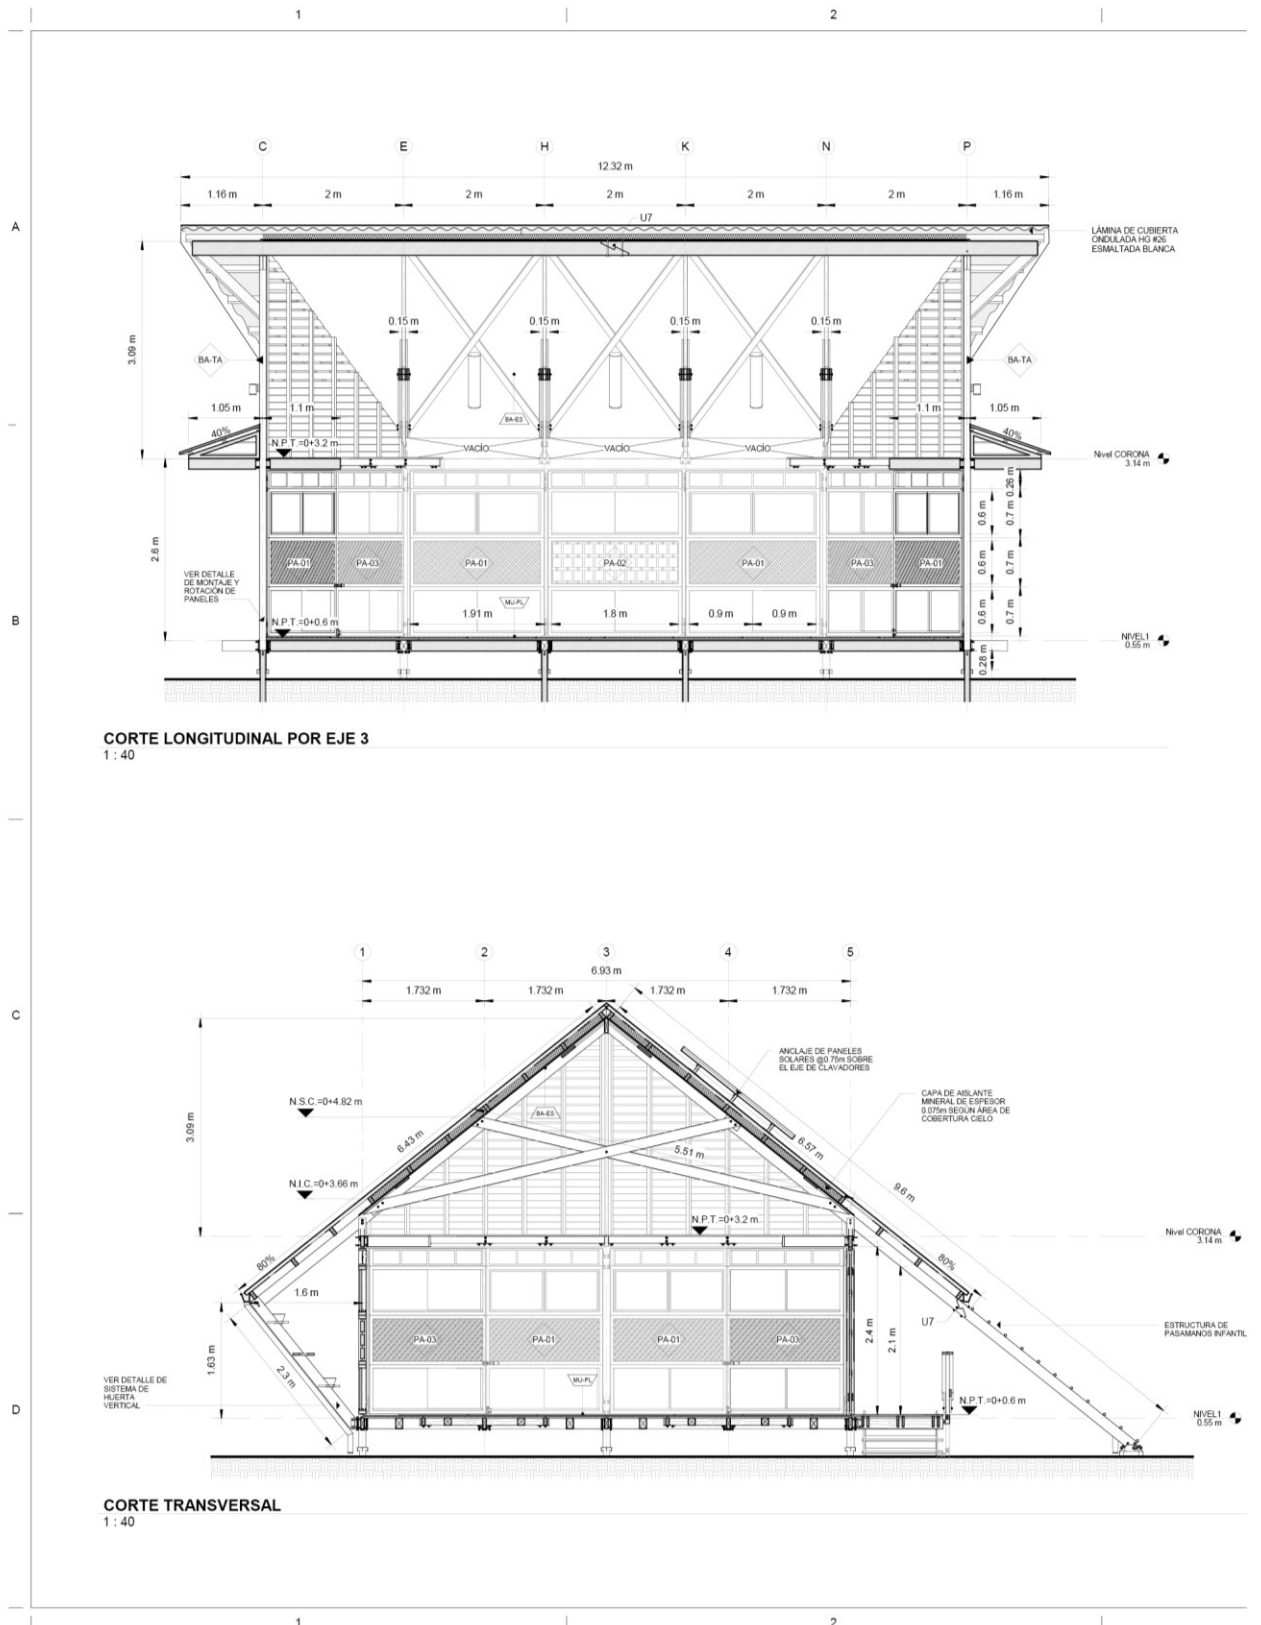 1 2
C E H K N P
12.32 m
1.16 m 2 m 2 m 2 m 2 m 2 m 1.16 m
A
U7
LÁMINA DE CUBIERTA
ONDULADA HG #26
ESMALTADA BLANCA
0.15 m 0.15 m 0.15 m 0.15 m
3.09 m
BA-TA BA-TA
1.05 m 1.1 m 1.1 m 1.05 m
BA-ES
40% 40%
N.P.T.=0+3.2 m
VACÍO VACÍO VACÍO
Nivel CORONA
3.14 m
0.26 m
0.6 m 0.7 m
2.6 m
PA-01 PA-03 PA-01 PA-02 PA-01 PA-03 PA-01
0.6 m 0.7 m
VER DETALLE
DE MONTAJE Y
ROTACIÓN DE
PANELES
MU-PL
1.91 m 1.8 m 0.9 m 0.9 m
0.6 m 0.7 m
B
N.P.T.=0+0.6 m
NIVEL1
0.55 m
0.28 m
CORTE LONGITUDINAL POR EJE 3
1 : 40
1 2 3 4 5
6.93 m
1.732 m 1.732 m 1.732 m 1.732 m
C
ANCLAJE DE PANELES
SOLARES @0.75m SOBRE
EL EJE DE CLAVADORES
CAPA DE AISLANTE
MINERAL DE ESPESOR
0.075m SEGÚN ÁREA DE
COBERTURA CIELO
N.S.C.=0+4.82 m
BA-ES
3.09 m
6.43 m 5.51 m 6.57 m
N.I.C.=0+3.66 m
9.6 m
N.P.T.=0+3.2 m
Nivel CORONA
3.14 m
80% 80%
1.6 m
U7
ESTRUCTURA DE
PASAMANOS INFANTIL
PA-03 PA-01 PA-01 PA-03
2.4 m 2.1 m
1.63 m
2.3 m
VER DETALLE DE
SISTEMA DE
HUERTA
VERTICAL
MU-PL
N.P.T.=0+0.6 m
D
NIVEL1
0.55 m
CORTE TRANSVERSAL
1 : 40
1 2